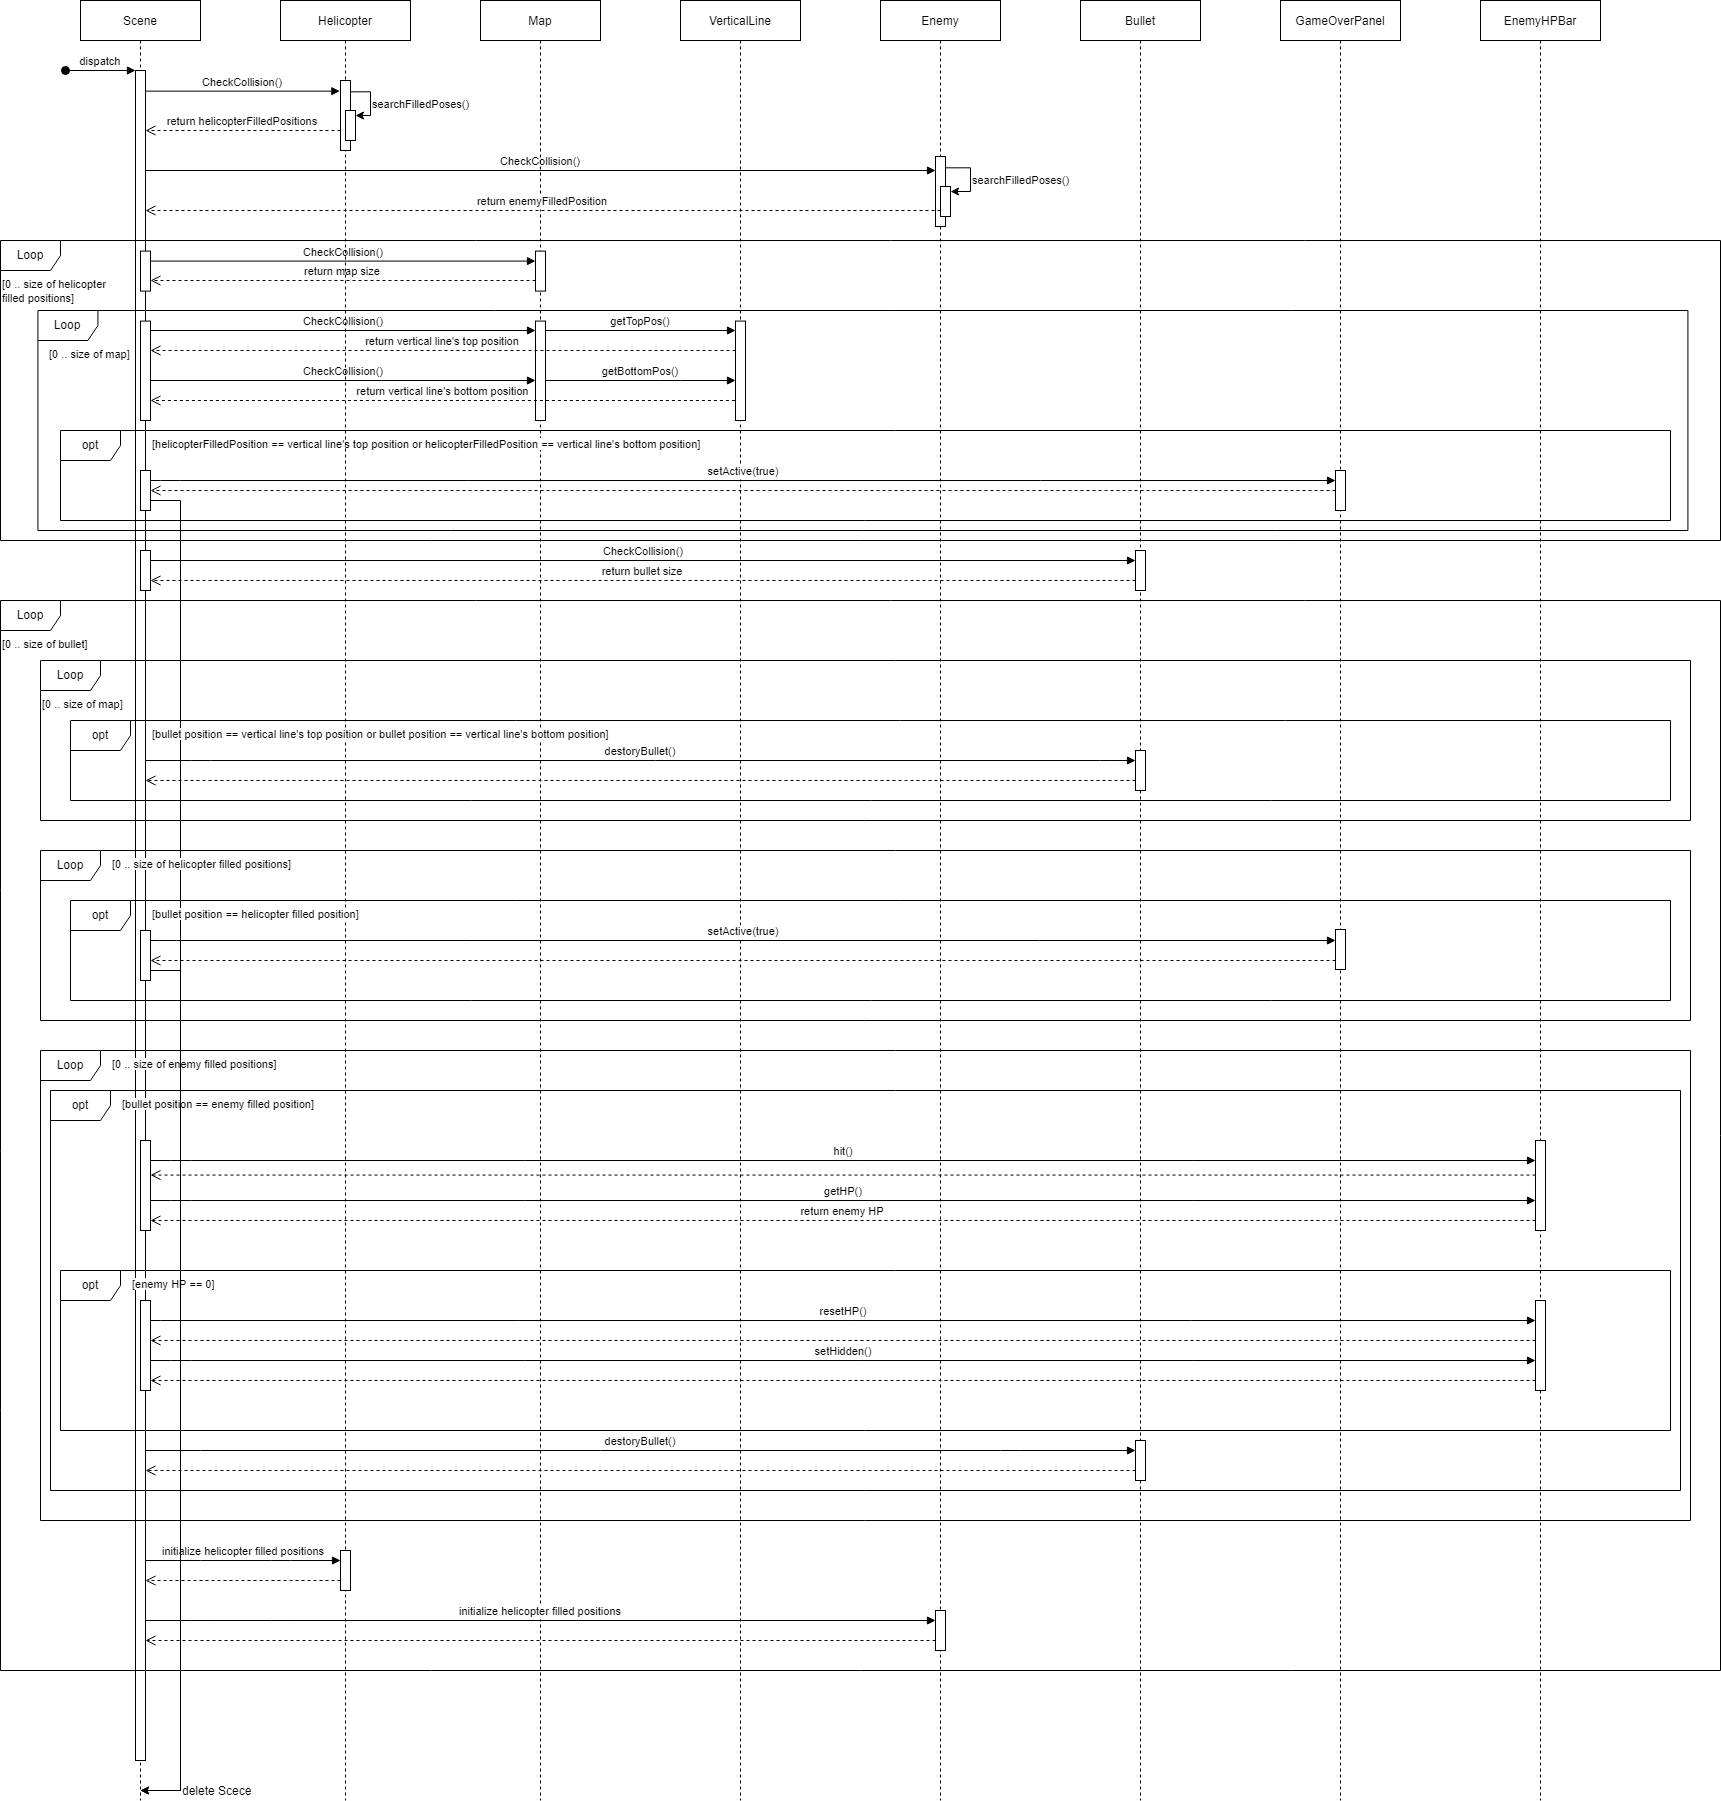 Scene
Helicopter
Map
VerticalLine
Enemy
Bullet
GameOverPanel
EnemyHPBar
dispatch
CheckCollision()
searchFilledPoses()
return helicopterFilledPositions
CheckCollision()
searchFilledPoses()
return enemyFilledPosition
Loop
CheckCollision()
return map size
[0 .. size of helicopter
filled positions]
Loop
CheckCollision()
getTopPos()
return vertical line's top position
[0 .. size of map]
CheckCollision()
getBottomPos()
return vertical line's bottom position
opt
[helicopterFilledPosition == vertical line's top position or helicopterFilledPosition == vertical line's bottom position]
setActive(true)
CheckCollision()
return bullet size
Loop
[0 .. size of bullet]
Loop
[0 .. size of map]
opt
[bullet position == vertical line's top position or bullet position == vertical line's bottom position]
destoryBullet()
Loop
[0 .. size of helicopter filled positions]
opt
[bullet position == helicopter filled position]
setActive(true)
Loop
[0 .. size of enemy filled positions]
opt
[bullet position == enemy filled position]
hit()
getHP()
return enemy HP
opt
[enemy HP == 0]
resetHP()
setHidden()
destoryBullet()
initialize helicopter filled positions
initialize helicopter filled positions
delete Scece